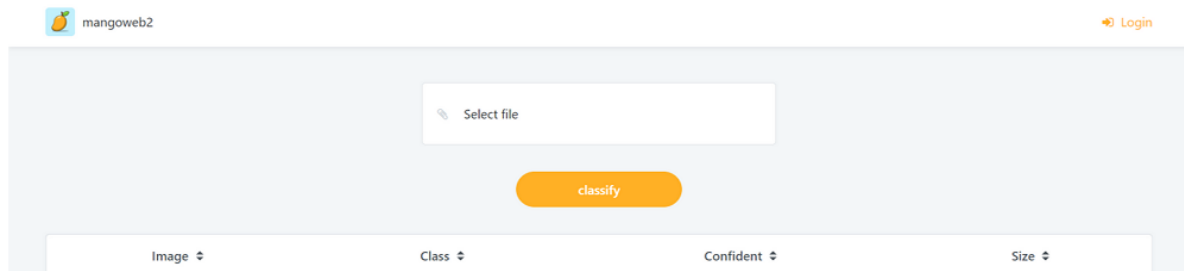 mangoweb2 Login
Select file
classify
Image Class Confident Size